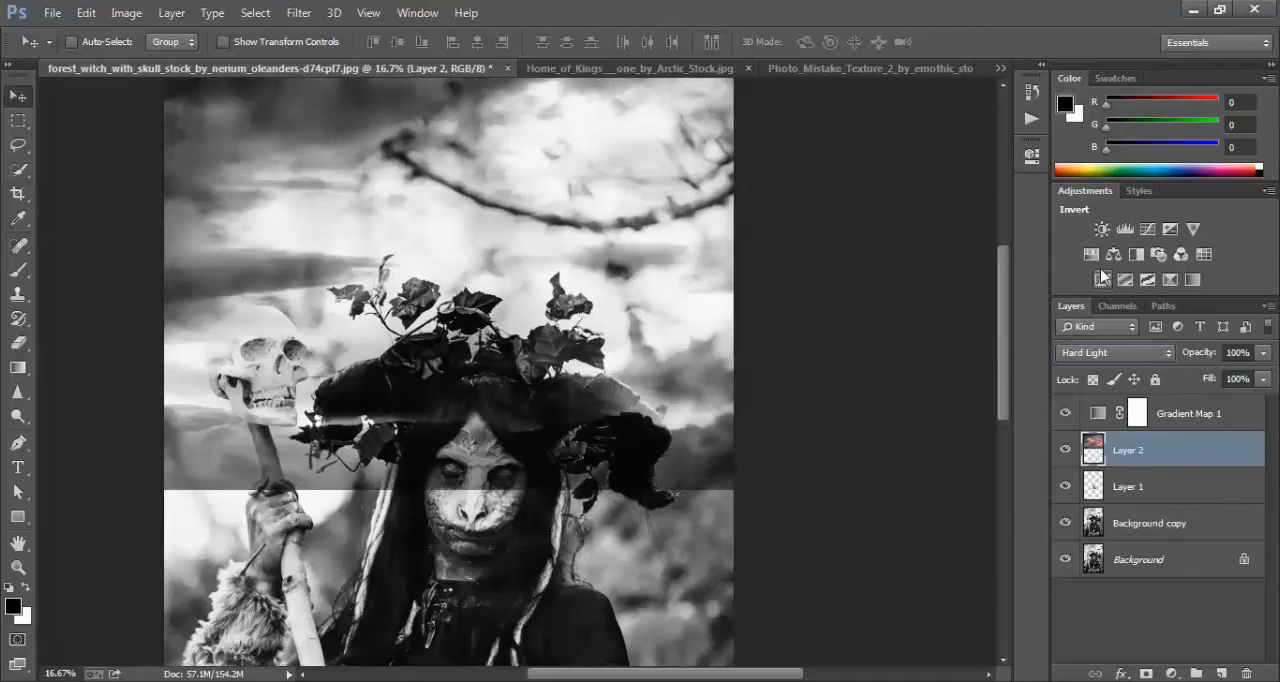 Ps File Edit Image Layer Type Select Filter 3D View Window Help
Auto-Select: Group Show Transform Controls 3D Mode: Essentials
forest_witch_with_skull_stock_by_nerium_oleanders-d74cpl7.jpg @ 16.7% (Layer 2, RGB/8) * × Home_of_Kings__one_by_Arctic_Stock.jpg × Photo_Mistake_Texture_2_by_emothic_sto
Color Swatches
R 0
G 0
B 0
Adjustments Styles
Invert
Layers Channels Paths
Kind
Hard Light Opacity: 100%
Lock: Fill: 100%
Gradient Map 1
Layer 2
Layer 1
Background copy
Background
16.67% Doc: 57.1M/154.2M